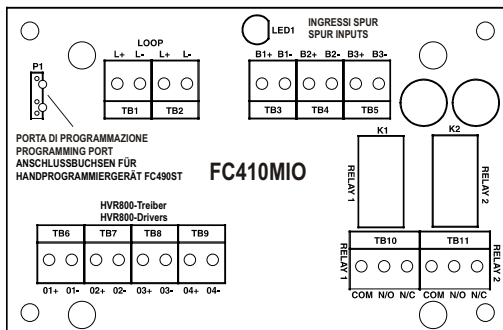 LED1
INGRESSI SPUR
SPUR INPUTS
LOOP
L+ L- L+ L-
B1+ B1- B2+ B2- B3+ B3-
P1
TB1 TB2
TB3 TB4 TB5
PORTA DI PROGRAMMAZIONE
PROGRAMMING PORT
ANSCHLUSSBUCHSEN FÜR
HANDPROGRAMMIERGERÄT FC490ST
FC410MIO
K1 K2
RELAY 1
RELAY 2
HVR800-Treiber
HVR800-Drivers
TB6 TB7 TB8 TB9
01+ 01- 02+ 02- 03+ 03- 04+ 04-
RELAY 1
TB10 TB11
RELAY 2
COM N/O N/C COM N/O N/C